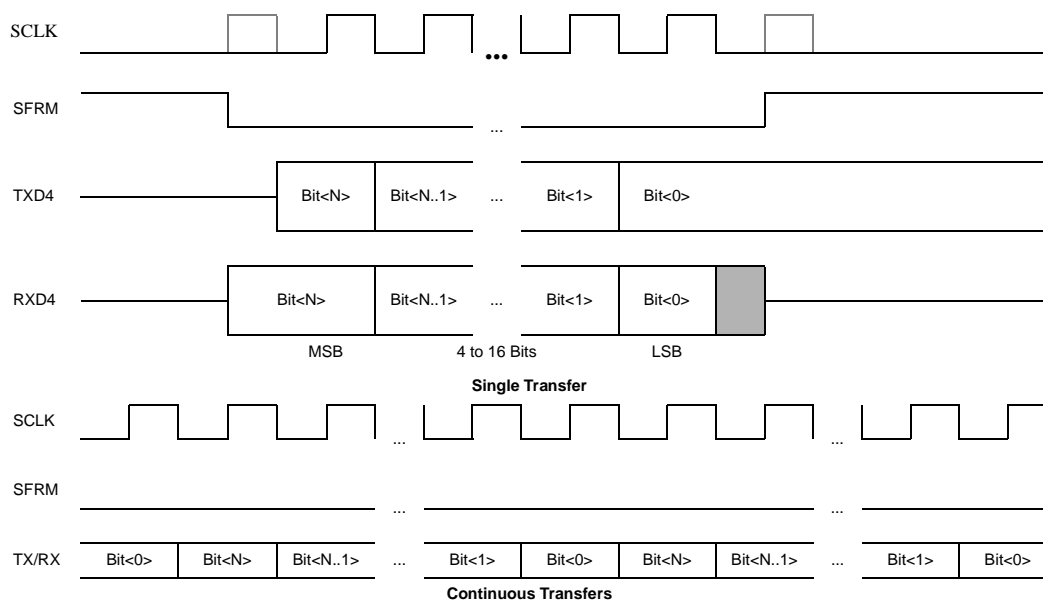 SCLK
...
SFRM
...
TXD4 Bit<N> Bit<N..1> ... Bit<1> Bit<0>
RXD4 Bit<N> Bit<N..1> ... Bit<1> Bit<0>
MSB 4 to 16 Bits LSB
Single Transfer
SCLK
... ...
SFRM
... ...
TX/RX Bit<0> Bit<N> Bit<N..1> ... Bit<1> Bit<0> Bit<N> Bit<N..1> ... Bit<1> Bit<0>
Continuous Transfers